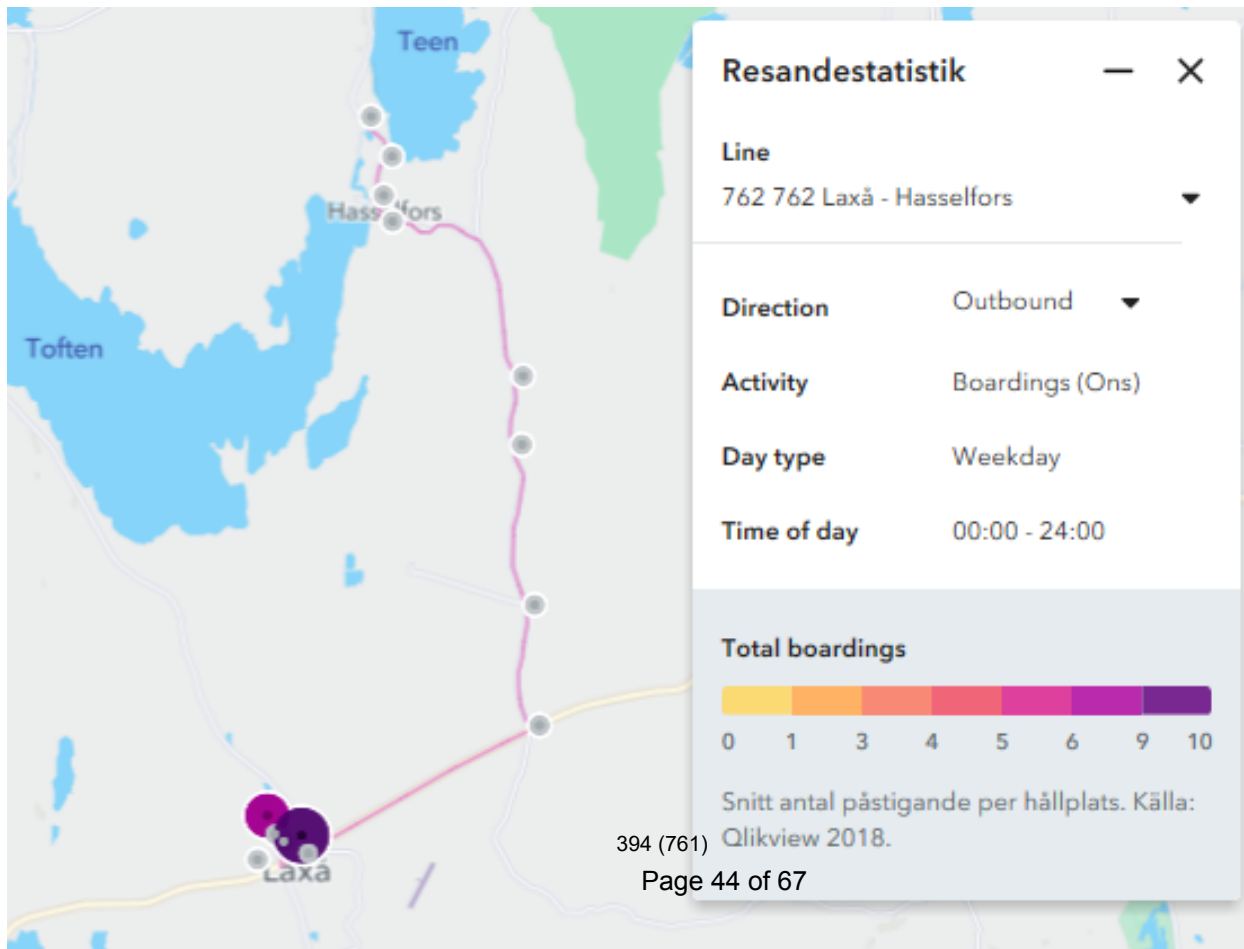 Teen
Hasselfors
Toften
Laxå
Resandestatistik
Line
762 762 Laxå - Hasselfors
Direction Outbound
Activity Boardings (Ons)
Day type Weekday
Time of day 00:00 - 24:00
Total boardings
0 1 3 4 5 6 9 10
Snitt antal påstigande per hållplats. Källa:
Qlikview 2018.
394 (761)
Page 44 of 67